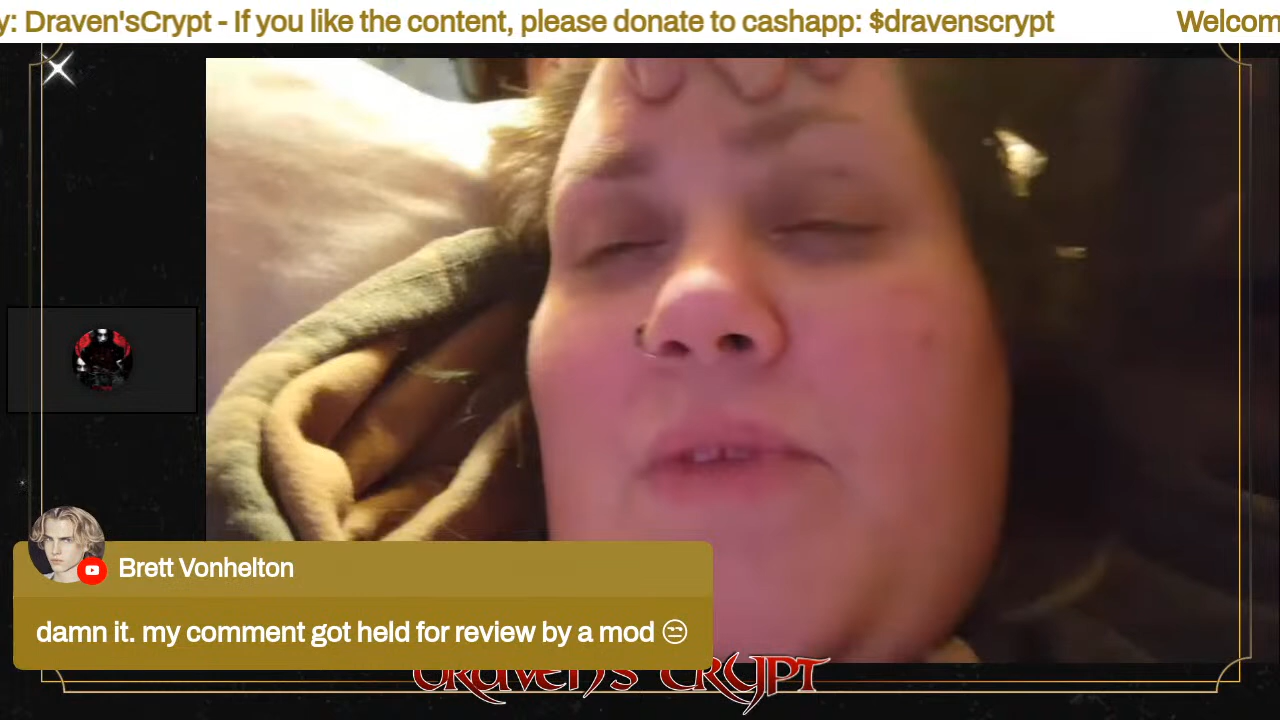 y: Draven'sCrypt - If you like the content, please donate to cashapp: $dravenscrypt Welcom
Brett Vonhelton
damn it. my comment got held for review by a mod 😒
Draven's Crypt